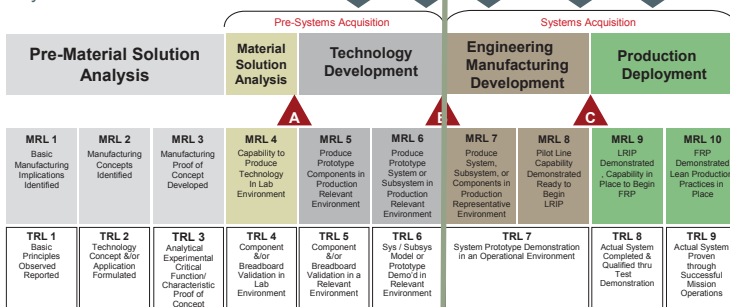 Pre-Systems Acquisition
Systems Acquisition
Pre-Material Solution
Analysis
Material
Solution
Analysis
Technology
Development
Engineering
Manufacturing
Development
Production
Deployment
A
B
C
MRL 1
Basic
Manufacturing
Implications
Identified
MRL 2
Manufacturing
Concepts
Identified
MRL 3
Manufacturing
Proof of
Concept
Developed
MRL 4
Capability to
Produce
Technology
In Lab
Environment
MRL 5
Produce
Prototype
Components in
Production
Relevant
Environment
MRL 6
Produce
Prototype
System or
Subsystem in
Production
Relevant
Environment
MRL 7
Produce
System,
Subsystem, or
Components in
Production
Representative
Environment
MRL 8
Pilot Line
Capability
Demonstrated
Ready to
Begin
LRIP
MRL 9
LRIP
Demonstrated
, Capability in
Place to Begin
FRP
MRL 10
FRP
Demonstrated
Lean Production
Practices in
Place
TRL 1
Basic
Principles
Observed
Reported
TRL 2
Technology
Concept &/or
Application
Formulated
TRL 3
Analytical
Experimental
Critical
Function/
Characteristic
Proof of
Concept
TRL 4
Component
&/or
Breadboard
Validation in
Lab
Environment
TRL 5
Component
&/or
Breadboard
Validation in a
Relevant
Environment
TRL 6
Sys / Subsys
Model or
Prototype
Demo'd in
Relevant
Environment
TRL 7
System Prototype Demonstration
in an Operational Environment
TRL 8
Actual System
Completed &
Qualified thru
Test
Demonstration
TRL 9
Actual System
Proven
through
Successful
Mission
Operations